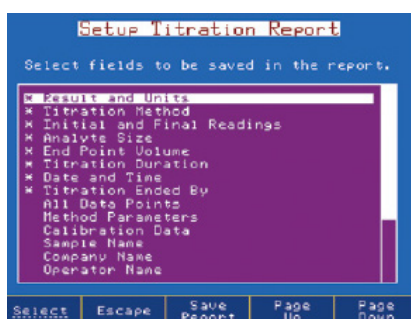 Setup Titration Report
Select fields to be saved in the report.
* Result and Units
* Titration Method
* Initial and Final Readings
* Analyte Size
* End Point Volume
* Titration Duration
* Date and Time
* Titration Ended By
All Data Points
Method Parameters
Calibration Data
Sample Name
Company Name
Operator Name
Select Escape Save Page Page
Report Up Down